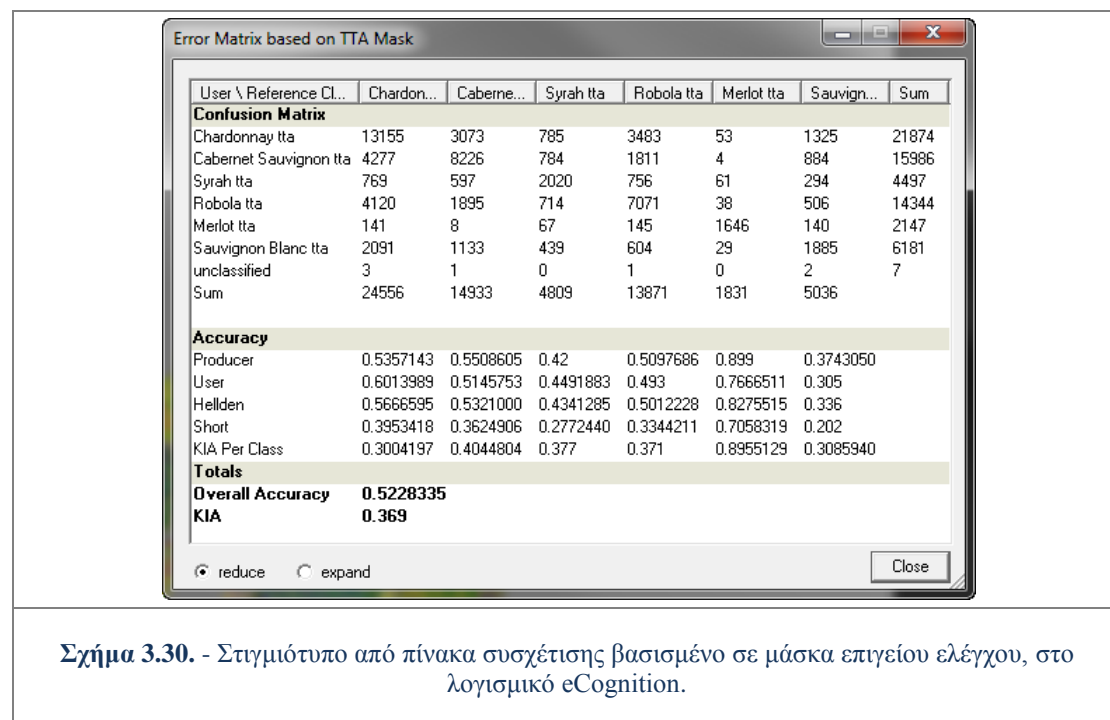 Error Matrix based on TTA Mask
User \ Reference Cl... Chardon... Caberne... Syrah tta Robola tta Merlot tta Sauvign... Sum
Confusion Matrix
Chardonnay tta 13155 3073 785 3483 53 1325 21874
Cabernet Sauvignon tta 4277 8226 784 1811 4 884 15986
Syrah tta 769 597 2020 756 61 294 4497
Robola tta 4120 1895 714 7071 38 506 14344
Merlot tta 141 8 67 145 1646 140 2147
Sauvignon Blanc tta 2091 1133 439 604 29 1885 6181
unclassified 3 1 0 1 0 2 7
Sum 24556 14933 4809 13871 1831 5036
Accuracy
Producer 0.5357143 0.5508605 0.42 0.5097686 0.899 0.3743050
User 0.6013989 0.5145753 0.4491883 0.493 0.7666511 0.305
Hellden 0.5666595 0.5321000 0.4341285 0.5012228 0.8275515 0.336
Short 0.3953418 0.3624906 0.2772440 0.3344211 0.7058319 0.202
KIA Per Class 0.3004197 0.4044804 0.377 0.371 0.8955129 0.3085940
Totals
Overall Accuracy 0.5228335
KIA 0.369
reduce expand Close
Σχήμα 3.30. - Στιγμιότυπο από πίνακα συσχέτισης βασισμένο σε μάσκα επιγείου ελέγχου, στο
λογισμικό eCognition.